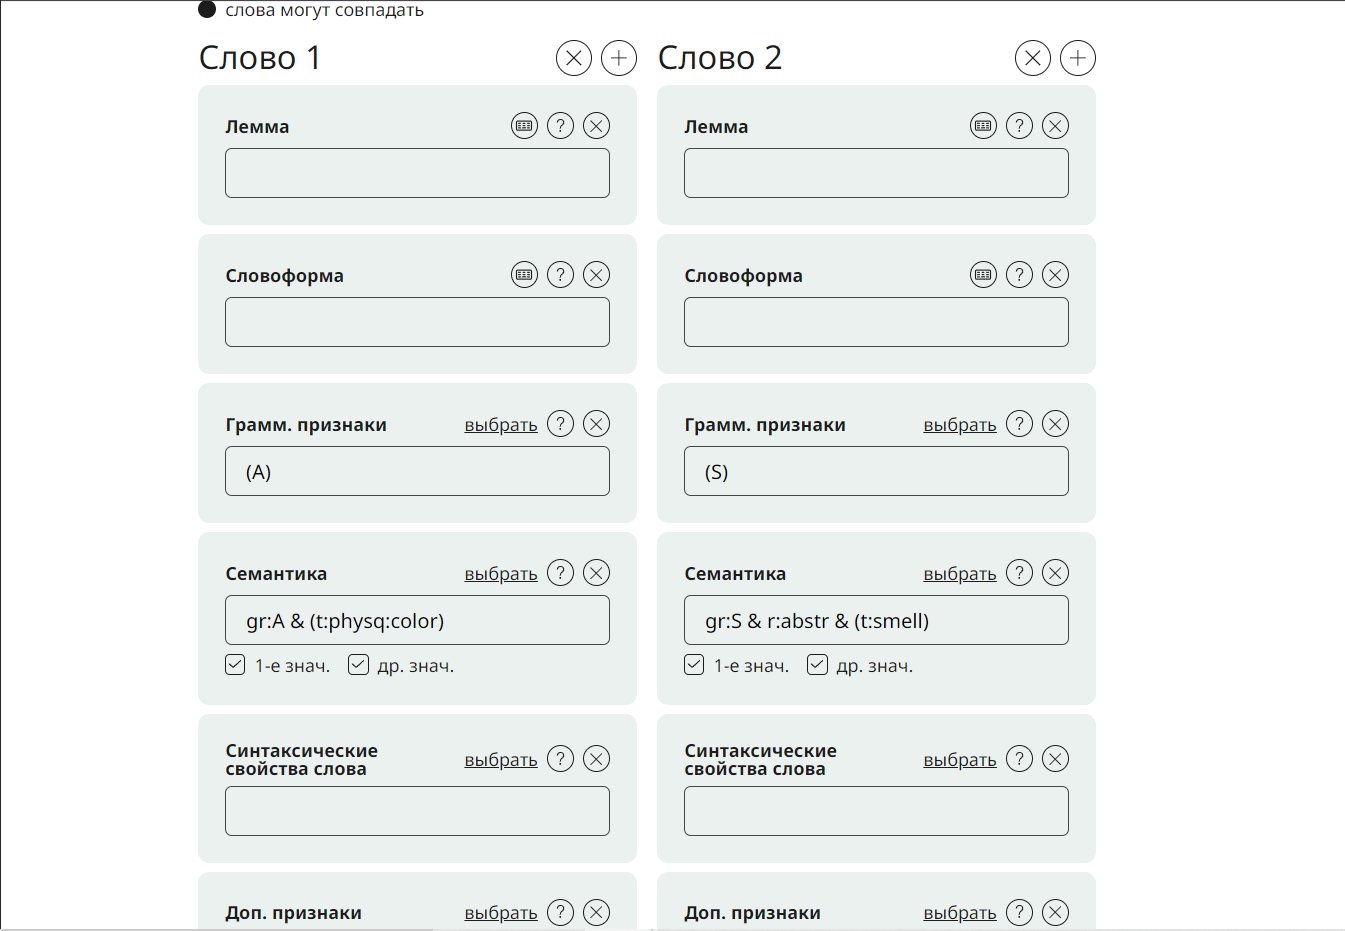 слова могут совпадать
Слово 1
Слово 2
Лемма ?
Лемма ?
Словоформа ?
Словоформа ?
Грамм. признаки выбрать ?
(A)
Грамм. признаки выбрать ?
(S)
Семантика выбрать ?
gr:A & (t:physq:color)
1-е знач. др. знач.
Семантика выбрать ?
gr:S & r:abstr & (t:smell)
1-е знач. др. знач.
Синтаксические
свойства слова выбрать ?
Синтаксические
свойства слова выбрать ?
Доп. признаки выбрать ?
Доп. признаки выбрать ?